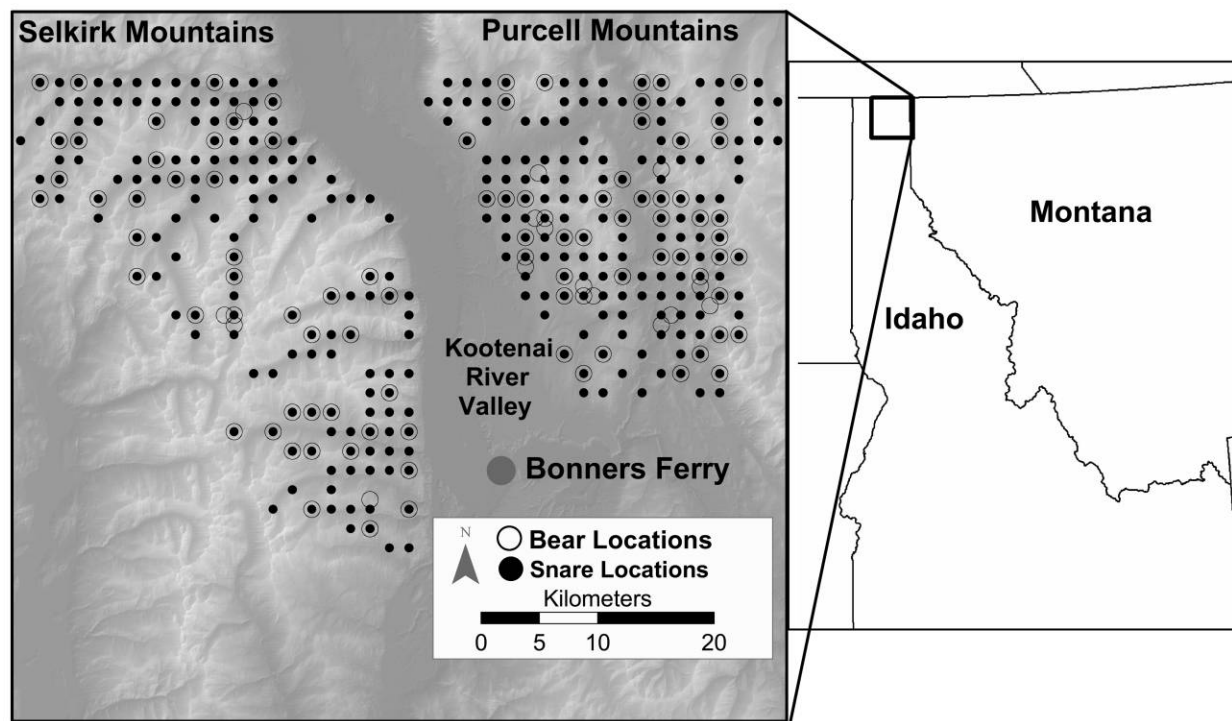 Selkirk Mountains
Purcell Mountains
Kootenai
River
Valley
Bonners Ferry
N
Bear Locations
Snare Locations
Kilometers
0 5 10 20
Montana
Idaho